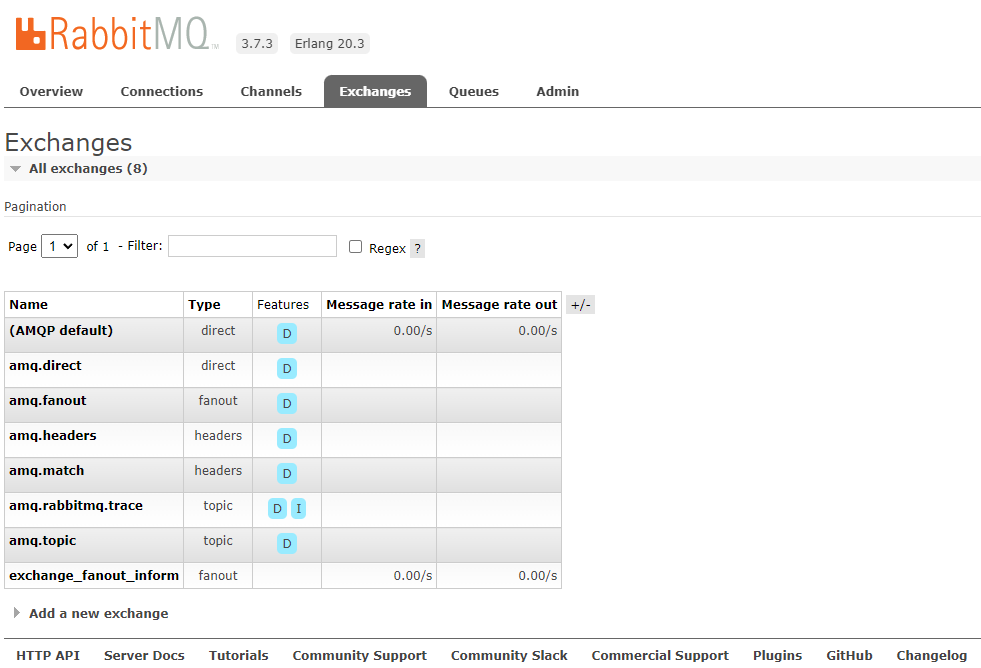 RabbitMQ TM 3.7.3 Erlang 20.3
Overview Connections Channels Exchanges Queues Admin
Exchanges
All exchanges (8)
Pagination
Page 1 of 1 - Filter: Regex ?
Name Type Features Message rate in Message rate out +/-
(AMQP default) direct D 0.00/s 0.00/s
amq.direct direct D
amq.fanout fanout D
amq.headers headers D
amq.match headers D
amq.rabbitmq.trace topic D I
amq.topic topic D
exchange_fanout_inform fanout 0.00/s 0.00/s
Add a new exchange
HTTP API Server Docs Tutorials Community Support Community Slack Commercial Support Plugins GitHub Changelog